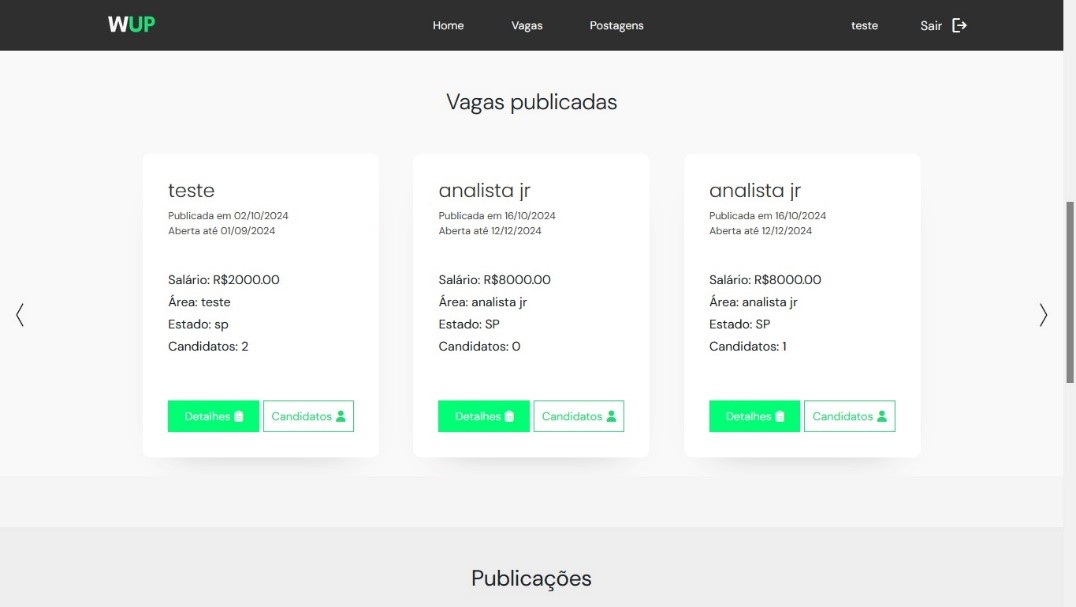 WUP Home Vagas Postagens teste Sair
Vagas publicadas
teste
Publicada em 02/10/2024
Aberta até 01/09/2024
Salário: R$2000.00
Área: teste
Estado: sp
Candidatos: 2
Detalhes Candidatos
analista jr
Publicada em 16/10/2024
Aberta até 12/12/2024
Salário: R$8000.00
Área: analista jr
Estado: SP
Candidatos: 0
Detalhes Candidatos
analista jr
Publicada em 16/10/2024
Aberta até 12/12/2024
Salário: R$8000.00
Área: analista jr
Estado: SP
Candidatos: 1
Detalhes Candidatos
Publicações